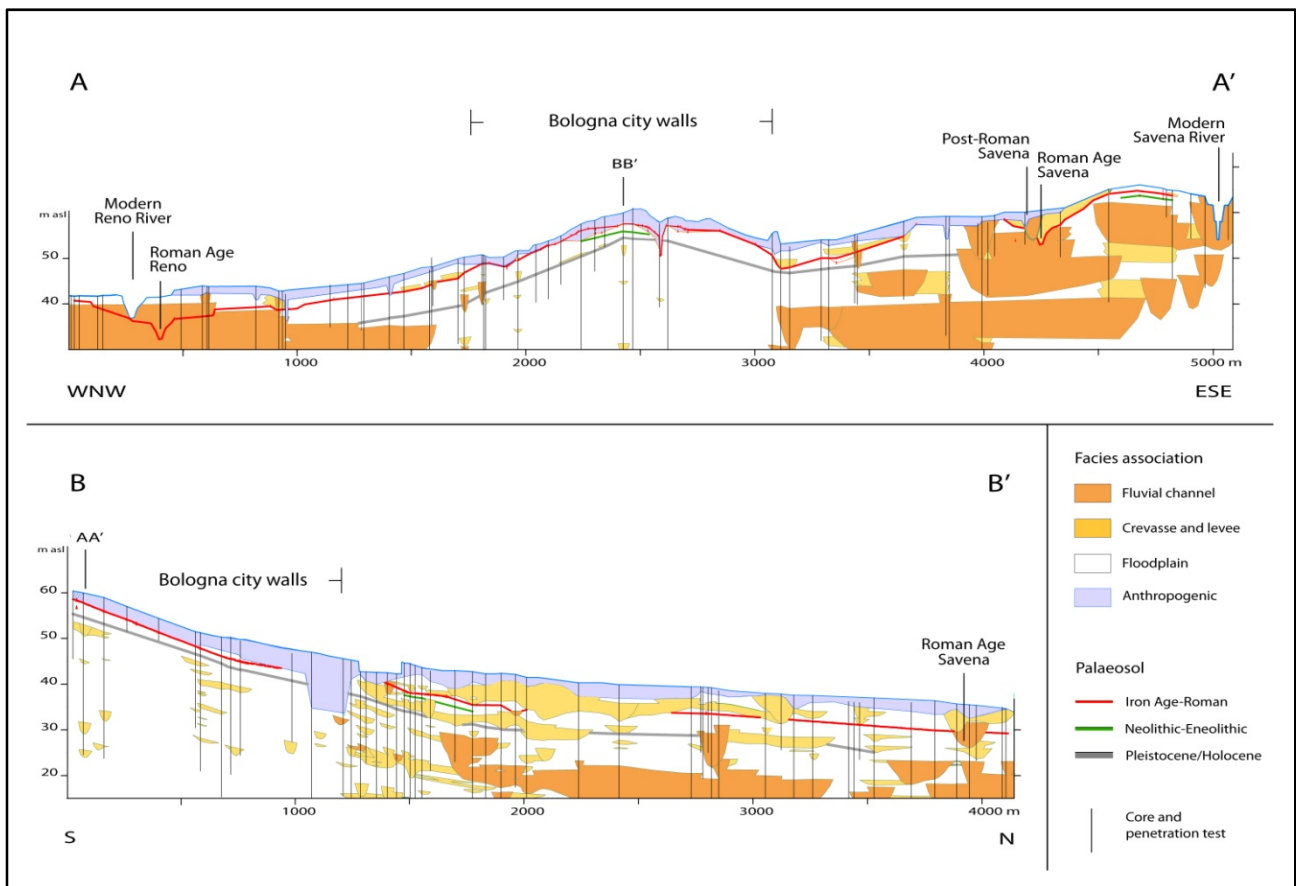 A
A'
Bologna city walls
Modern
Savena River
Post-Roman
Savena
Roman Age
Savena
BB'
Modern
Reno River
Roman Age
Reno
m asl
50
40
1000
2000
3000
4000
5000 m
WNW
ESE
B
B'
AA'
m asl
Bologna city walls
60
50
40
30
20
Roman Age
Savena
1000
2000
3000
4000 m
S
N
Facies association
Fluvial channel
Crevasse and levee
Floodplain
Anthropogenic
Palaeosol
Iron Age-Roman
Neolithic-Eneolithic
Pleistocene/Holocene
Core and
penetration test